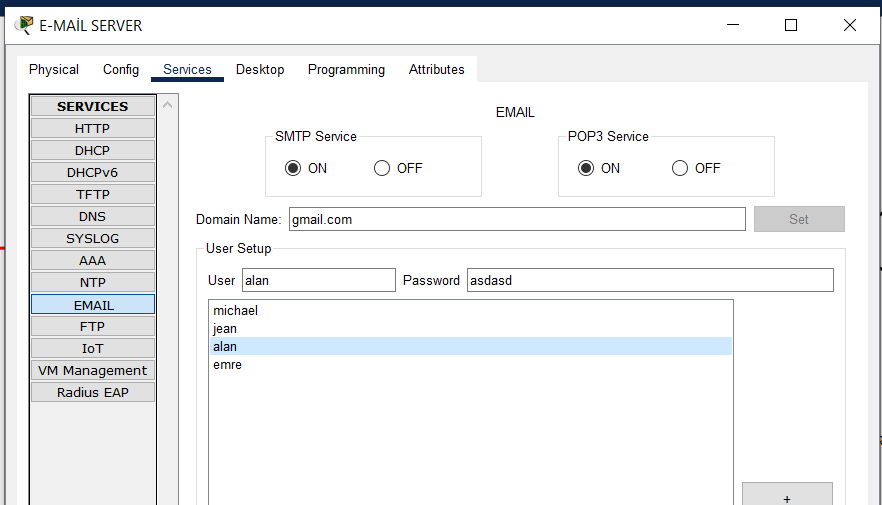 E-MAİL SERVER
Physical Config Services Desktop Programming Attributes
SERVICES
HTTP
DHCP
DHCPv6
TFTP
DNS
SYSLOG
AAA
NTP
EMAIL
FTP
IoT
VM Management
Radius EAP
EMAIL
SMTP Service
ON OFF
POP3 Service
ON OFF
Domain Name: gmail.com Set
User Setup
User alan Password asdasd
michael
jean
alan
emre
+